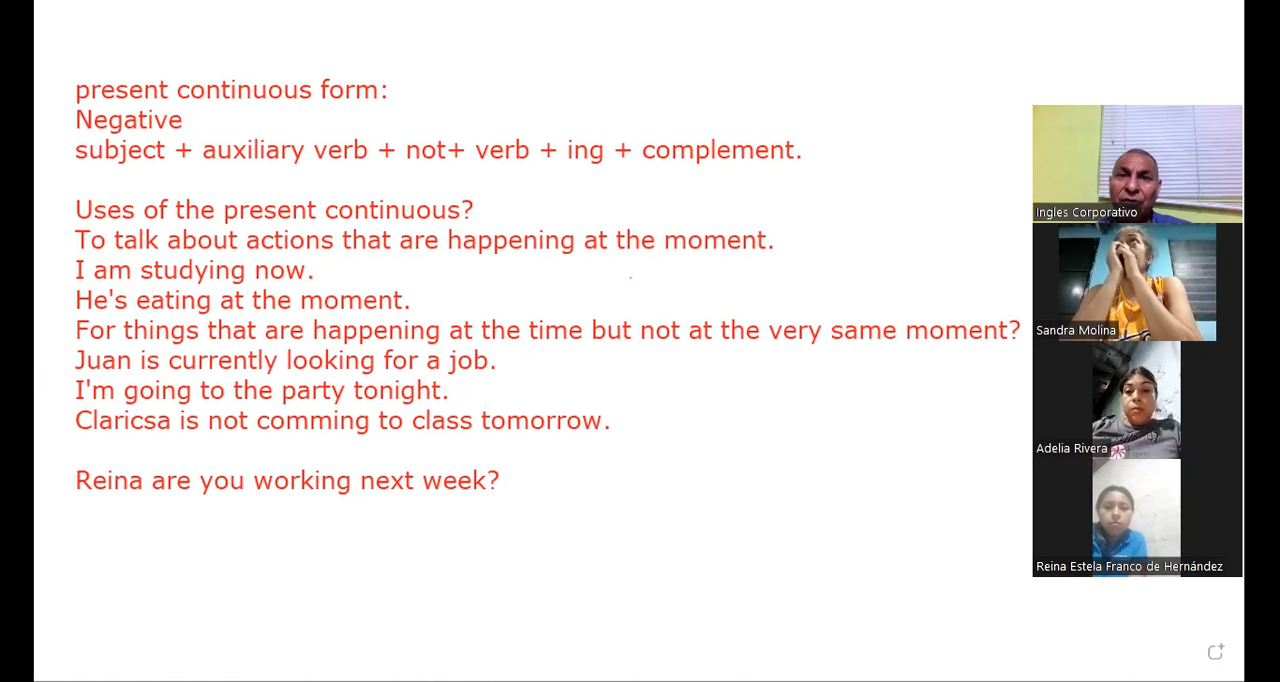 present continuous form:
Negative
subject + auxiliary verb + not+ verb + ing + complement.
Uses of the present continuous?
To talk about actions that are happening at the moment.
I am studying now.
He's eating at the moment.
For things that are happening at the time but not at the very same moment?
Juan is currently looking for a job.
I'm going to the party tonight.
Claricsa is not comming to class tomorrow.
Reina are you working next week?
Ingles Corporativo
Sandra Molina
Adelia Rivera
Reina Estela Franco de Hernández